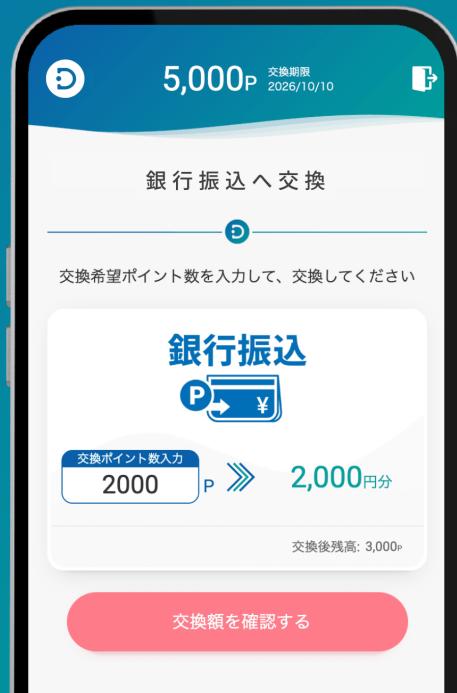 5,000P 交換期限
2026/10/10
銀行振込へ交換
交換希望ポイント数を入力して、交換してください
銀行振込
P ¥
交換ポイント数入力
2000 P 2,000円分
交換後残高: 3,000P
交換額を確認する